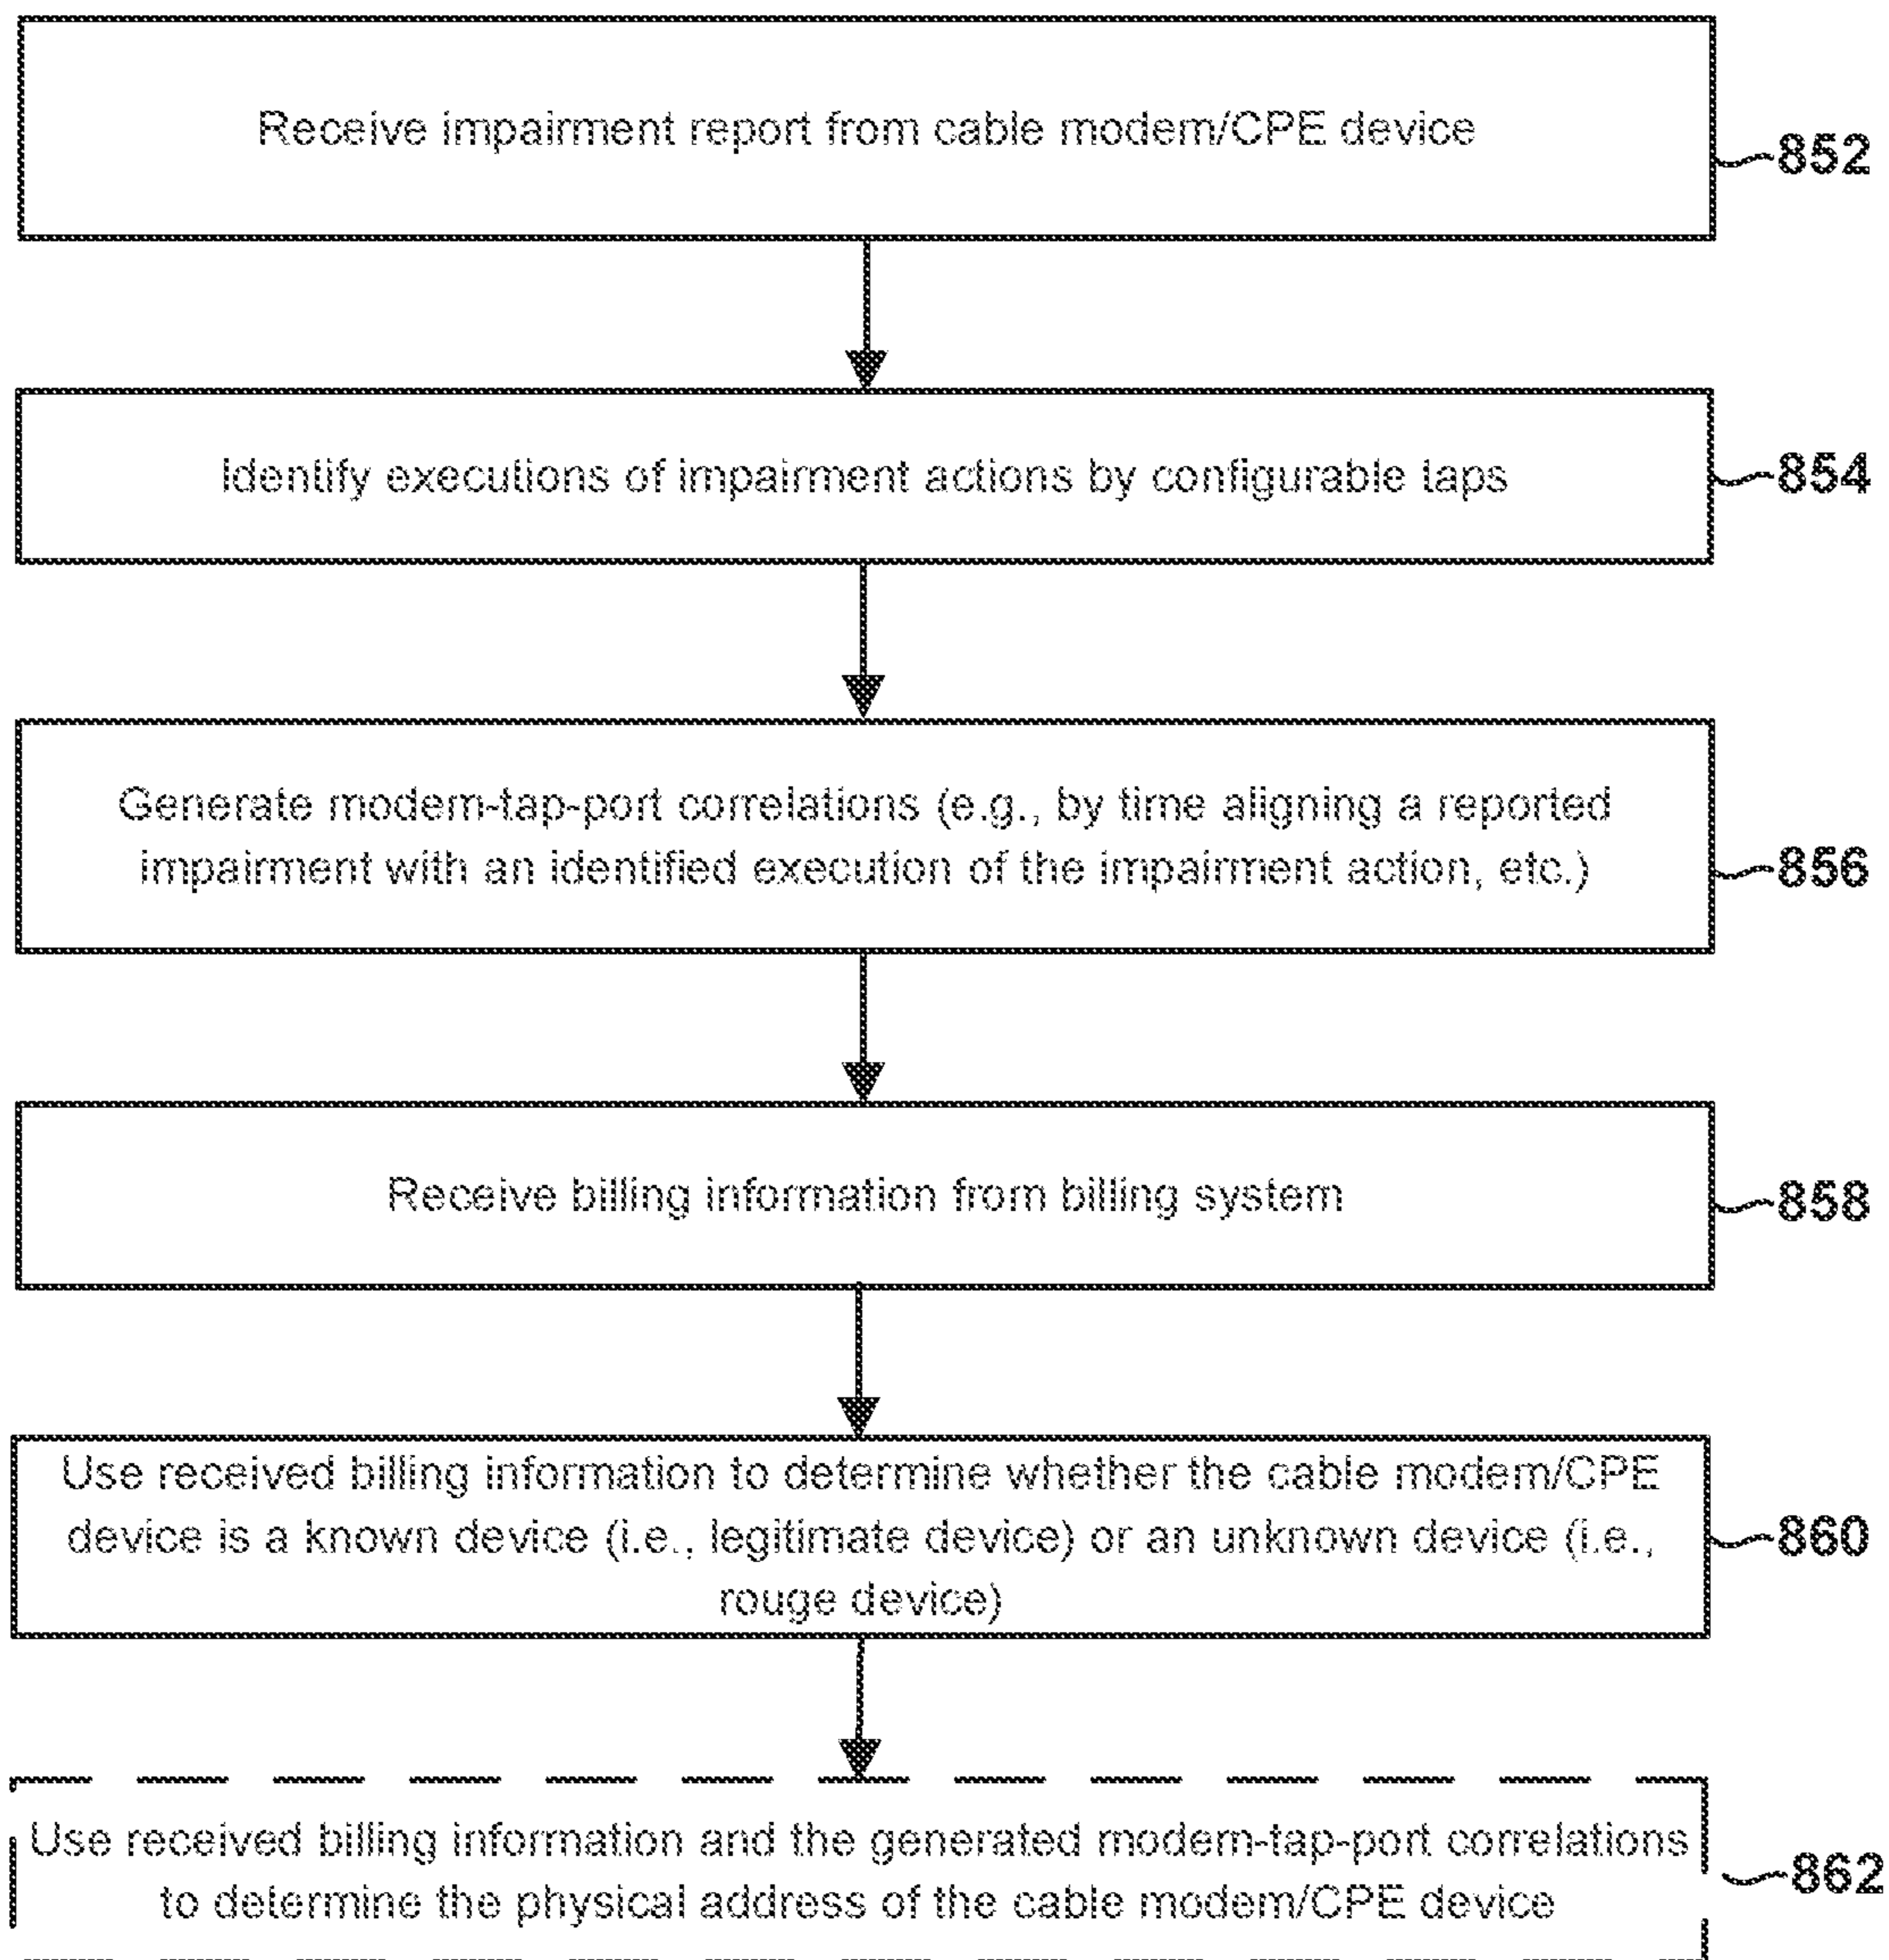 Receive impairment report from cable modem/CPE device
852
Identify executions of impairment actions by configurable taps
854
Generate modem-tap-port correlations (e.g., by time aligning a reported
impairment with an identified execution of the impairment action, etc.)
856
Receive billing information from billing system
858
Use received billing information to determine whether the cable modem/CPE
device is a known device (i.e., legitimate device) or an unknown device (i.e.,
rouge device)
860
Use received billing information and the generated modem-tap-port correlations
to determine the physical address of the cable modem/CPE device
862